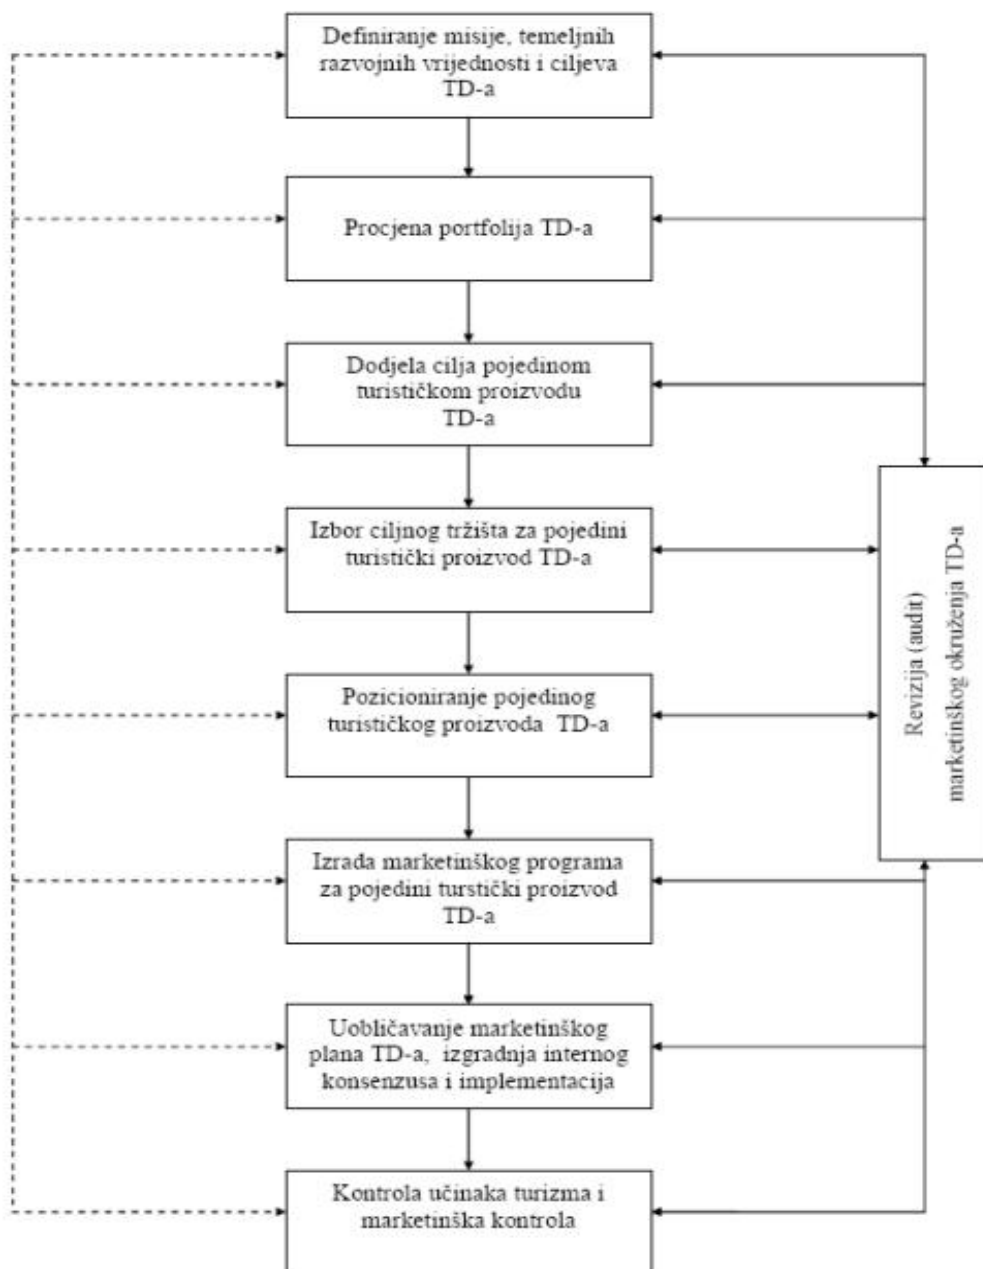 Definiranje misije, temeljnih
razvojnih vrijednosti i ciljeva
TD-a
Procjena portfolija TD-a
Dodjela cilja pojedinom
turističkom proizvodu
TD-a
Izbor ciljnog tržišta za pojedini
turistički proizvod TD-a
Pozicioniranje pojedinog
turističkog proizvoda TD-a
Izrada marketinškog programa
za pojedini turstički proizvod
TD-a
Uobličavanje marketinškog
plana TD-a, izgradnja internog
konsenzusa i implementacija
Kontrola učinaka turizma i
marketinška kontrola
Revizija (audit)
marketinškog okruženja TD-a